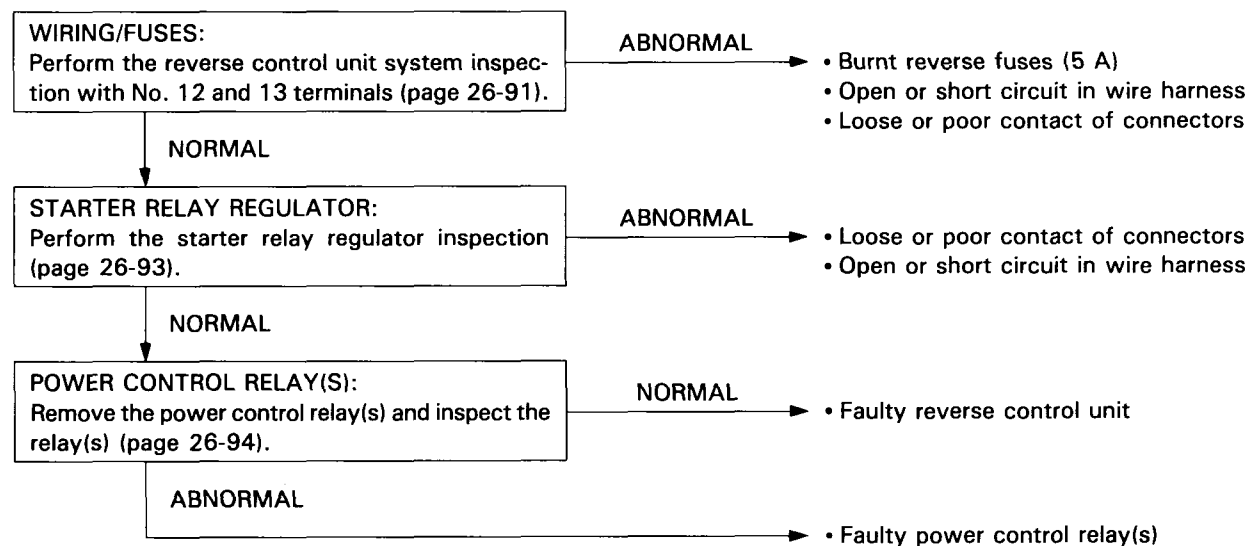 WIRING/FUSES:
Perform the reverse control unit system inspec-
tion with No. 12 and 13 terminals (page 26-91).
ABNORMAL
• Burnt reverse fuses (5 A)
• Open or short circuit in wire harness
• Loose or poor contact of connectors
NORMAL
STARTER RELAY REGULATOR:
Perform the starter relay regulator inspection
(page 26-93).
ABNORMAL
• Loose or poor contact of connectors
• Open or short circuit in wire harness
NORMAL
POWER CONTROL RELAY(S):
Remove the power control relay(s) and inspect the
relay(s) (page 26-94).
NORMAL
• Faulty reverse control unit
ABNORMAL
• Faulty power control relay(s)